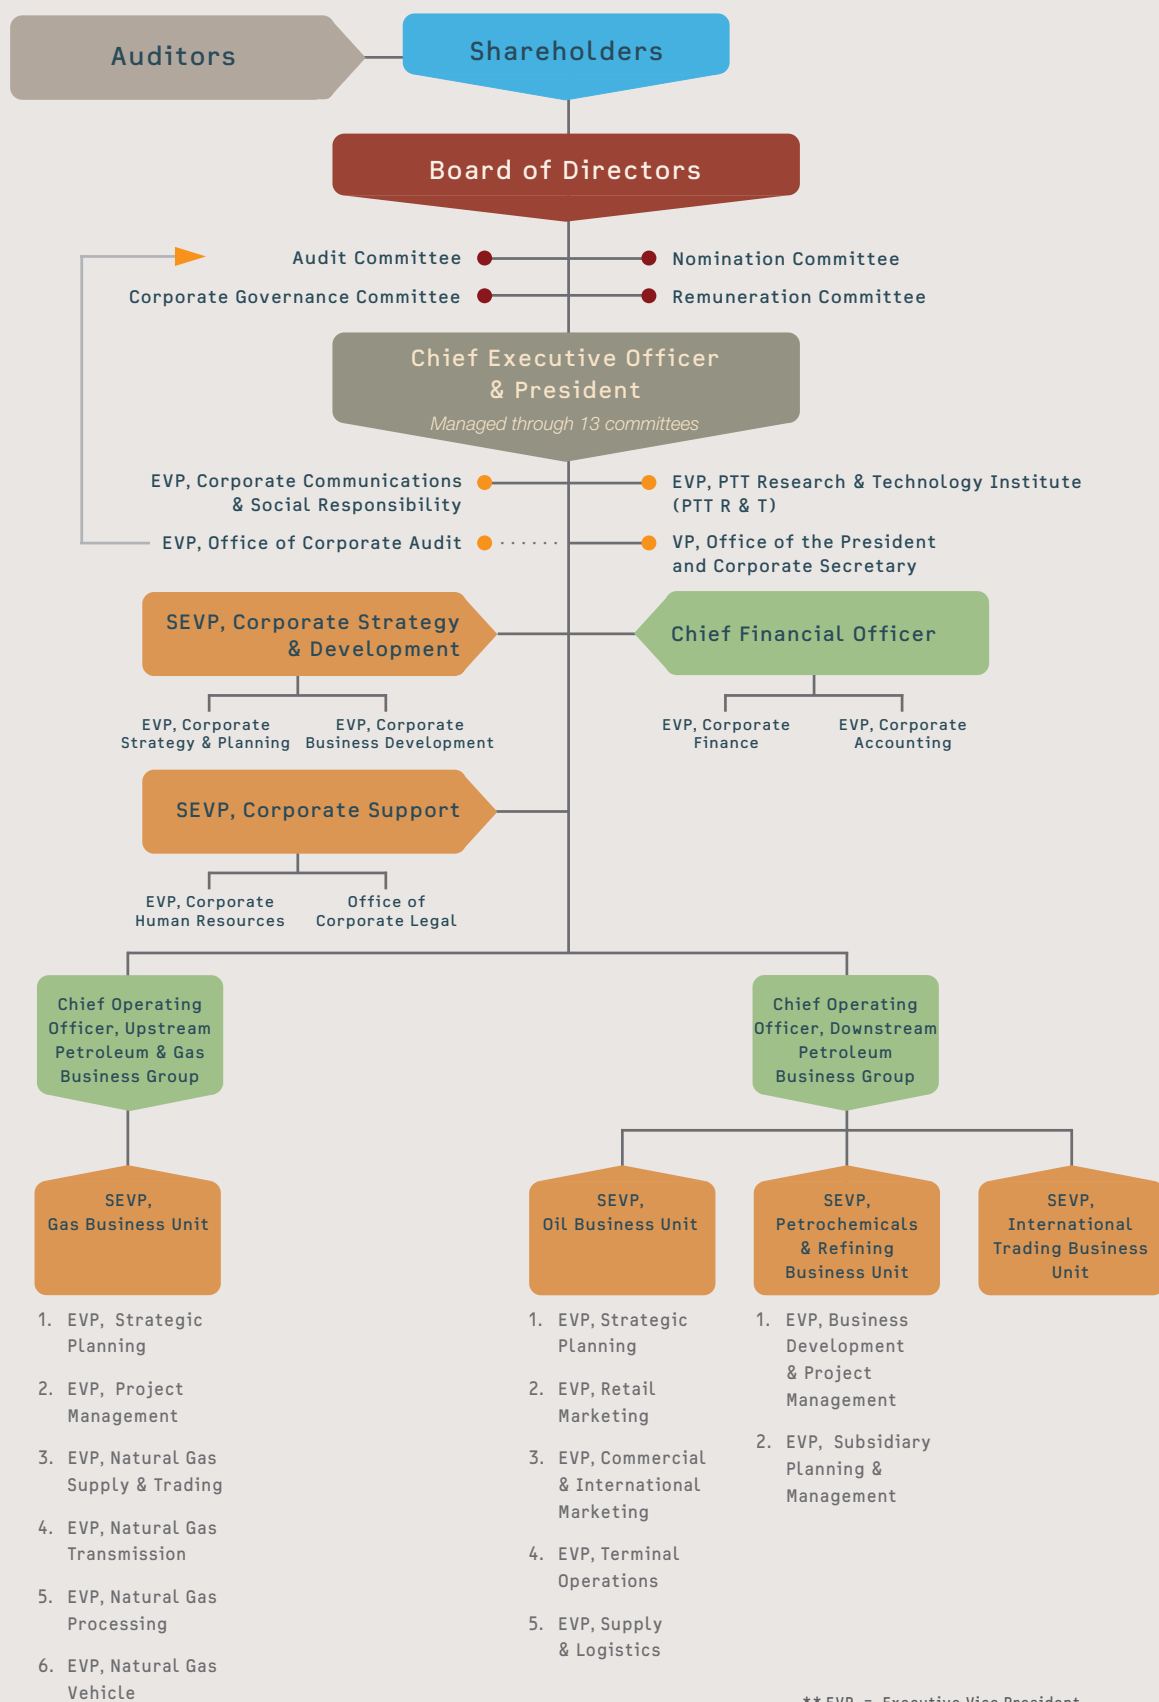 Auditors
Shareholders
Board of Directors
Audit Committee
Nomination Committee
Corporate Governance Committee
Remuneration Committee
Chief Executive Officer
& President
Managed through 13 committees
EVP, Corporate Communications
& Social Responsibility
EVP, PTT Research & Technology Institute
(PTT R & T)
EVP, Office of Corporate Audit
VP, Office of the President
and Corporate Secretary
SEVP, Corporate Strategy
& Development
Chief Financial Officer
EVP, Corporate
Strategy & Planning
EVP, Corporate
Business Development
EVP, Corporate
Finance
EVP, Corporate
Accounting
SEVP, Corporate Support
EVP, Corporate
Human Resources
Office of
Corporate Legal
Chief Operating
Officer, Upstream
Petroleum & Gas
Business Group
Chief Operating
Officer, Downstream
Petroleum
Business Group
SEVP,
Gas Business Unit
SEVP,
Oil Business Unit
SEVP,
Petrochemicals
& Refining
Business Unit
SEVP,
International
Trading Business
Unit
1. EVP, Strategic
Planning
2. EVP, Project
Management
3. EVP, Natural Gas
Supply & Trading
4. EVP, Natural Gas
Transmission
5. EVP, Natural Gas
Processing
6. EVP, Natural Gas
Vehicle
1. EVP, Strategic
Planning
2. EVP, Retail
Marketing
3. EVP, Commercial
& International
Marketing
4. EVP, Terminal
Operations
5. EVP, Supply
& Logistics
1. EVP, Business
Development
& Project
Management
2. EVP, Subsidiary
Planning &
Management
** EVP = Executive Vice President